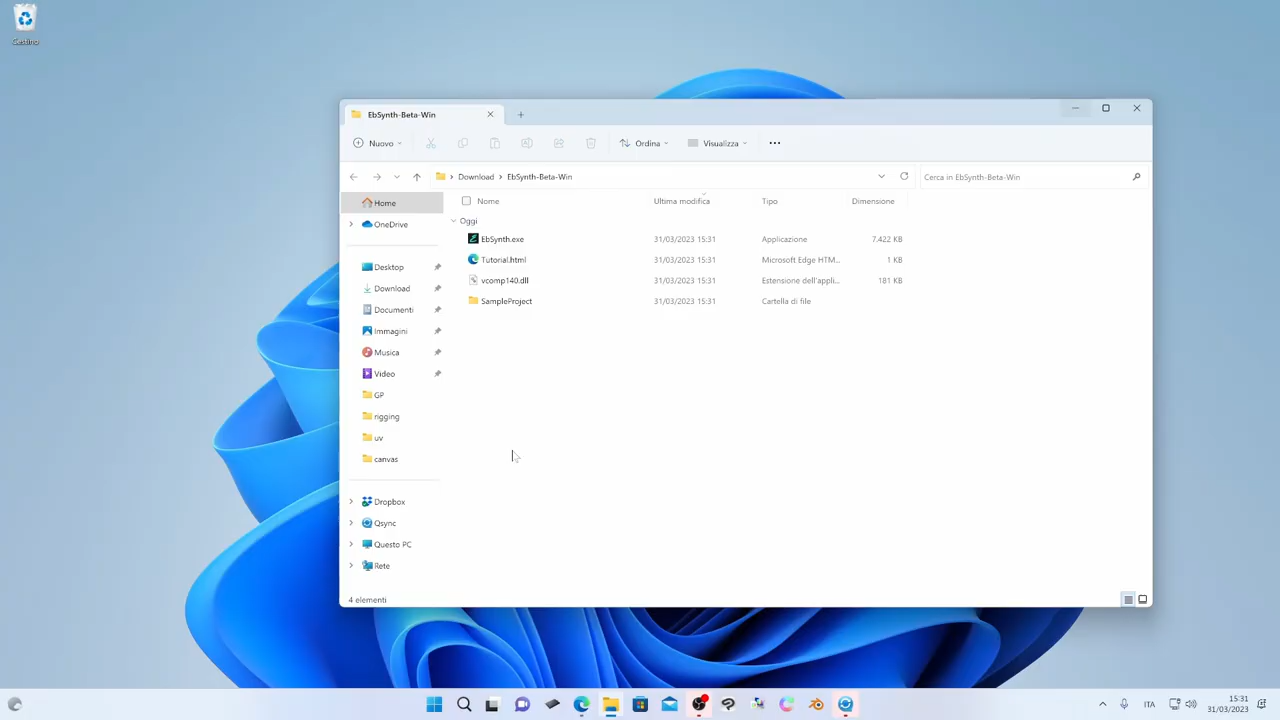 Cestino
EbSynth-Beta-Win
Nuovo
Ordina
Visualizza
Download
EbSynth-Beta-Win
Cerca in EbSynth-Beta-Win
Nome
Ultima modifica
Tipo
Dimensione
Oggi
EbSynth.exe
31/03/2023 15:31
Applicazione
7.422 KB
Tutorial.html
31/03/2023 15:31
Microsoft Edge HTM...
1 KB
vcomp140.dll
31/03/2023 15:31
Estensione dell'appli...
181 KB
SampleProject
31/03/2023 15:31
Cartella di file
Home
OneDrive
Desktop
Download
Documenti
Immagini
Musica
Video
GP
rigging
uv
canvas
Dropbox
Qsync
Questo PC
Rete
4 elementi
ITA
15:31
31/03/2023